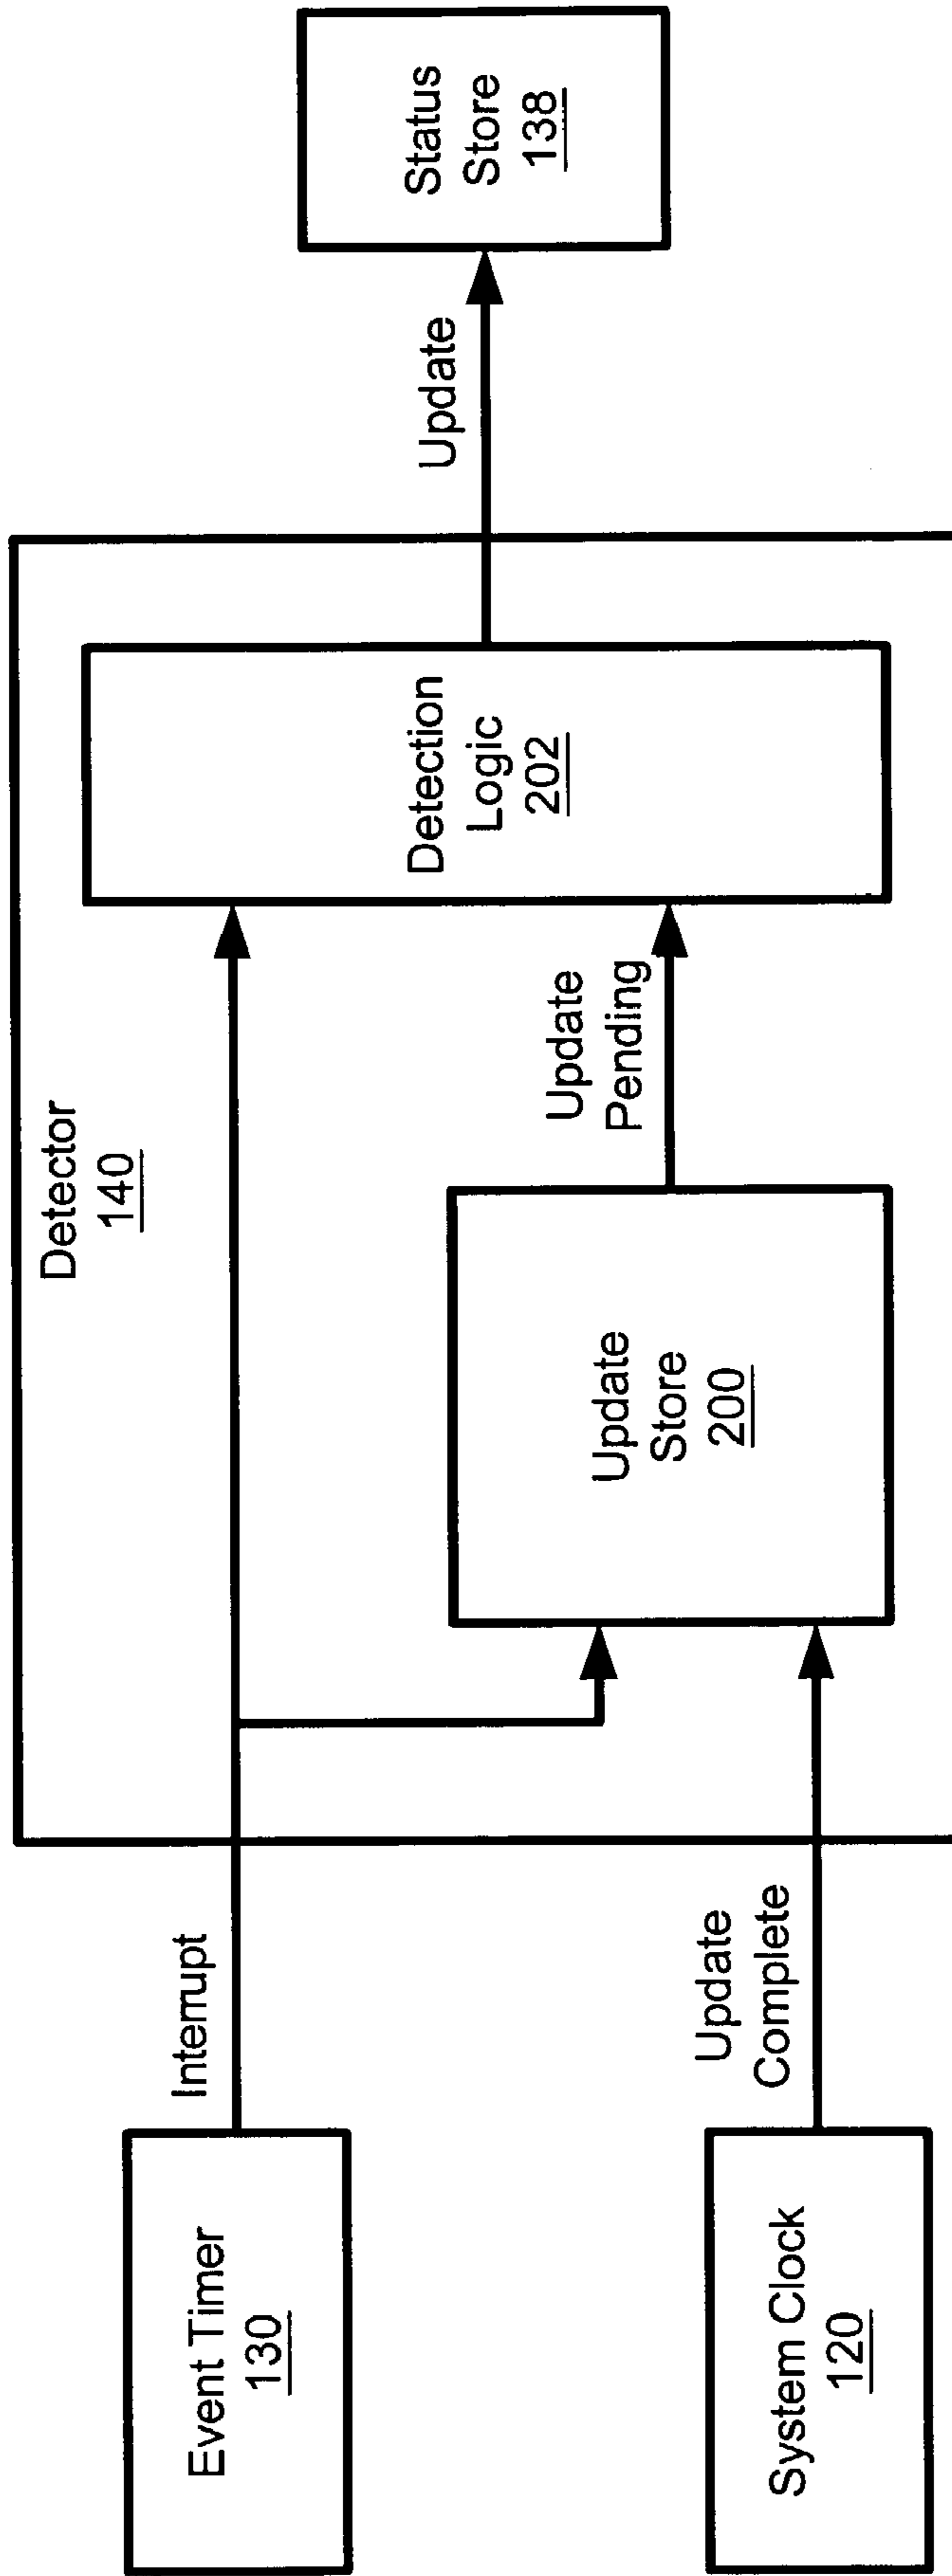 Detector
140
Event Timer
130
Interrupt
System Clock
120
Update
Complete
Update
Store
200
Update
Pending
Detection
Logic
202
Update
Status
Store
138